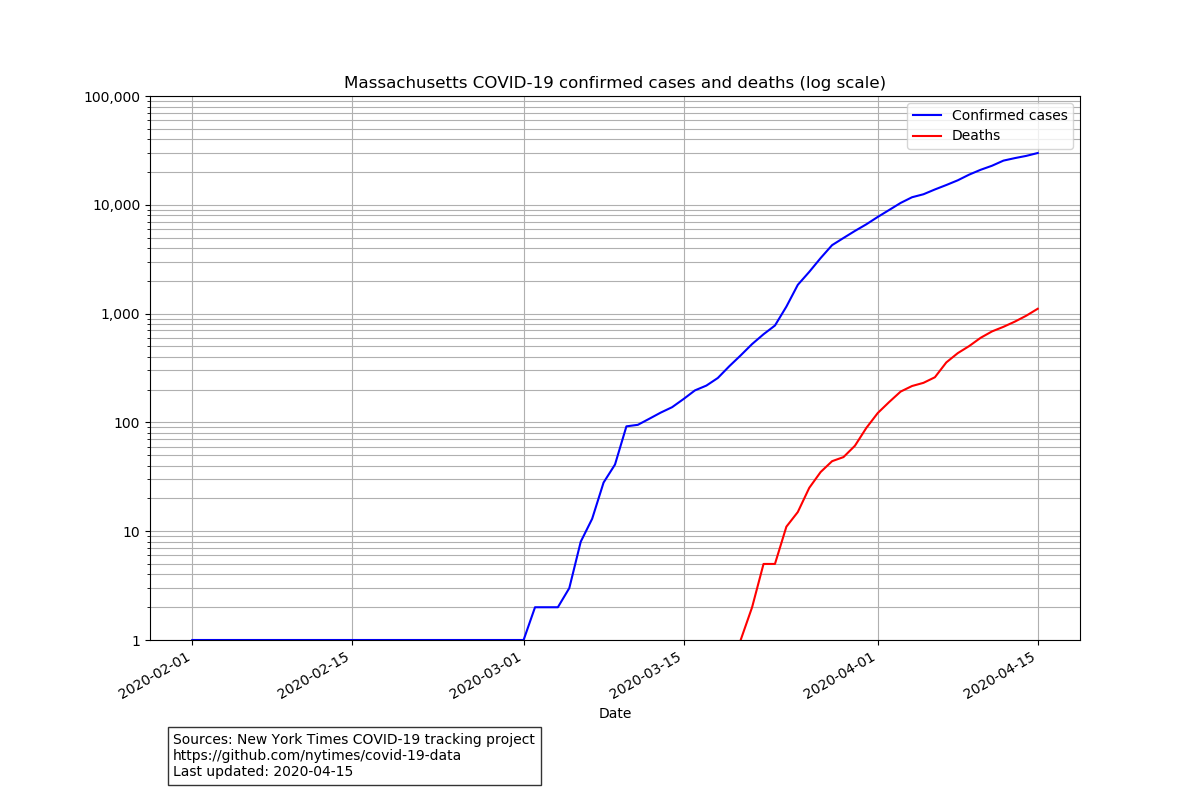 Massachusetts COVID-19 confirmed cases and deaths (log scale)
100,000
10,000
1,000
100
10
1
Confirmed cases
Deaths
2020-02-01
2020-02-15
2020-03-01
2020-03-15
2020-04-01
2020-04-15
Date
Sources: New York Times COVID-19 tracking project
https://github.com/nytimes/covid-19-data
Last updated: 2020-04-15